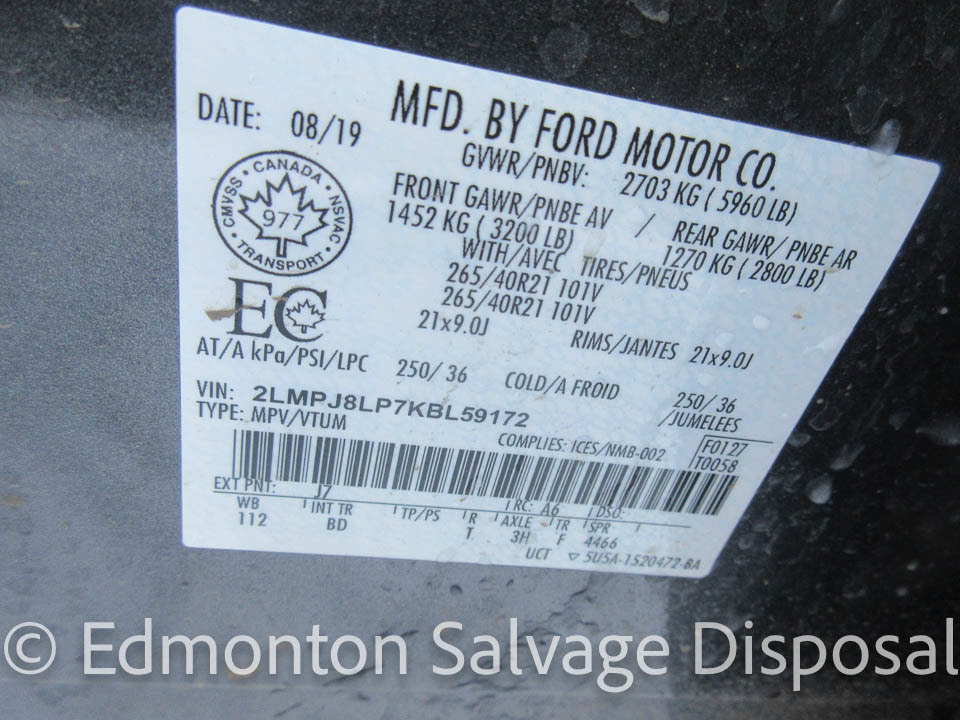 DATE: 08/19
MFD. BY FORD MOTOR CO.
GVWR/PNBV: 2703 KG ( 5960 LB)
CANADA
CMVSS
NSVAC
977
TRANSPORT
FRONT GAWR/PNBE AV / REAR GAWR/ PNBE AR
1452 KG ( 3200 LB) 1270 KG ( 2800 LB)
WITH/AVEC TIRES/PNEUS
265/40R21 101V
265/40R21 101V
21x9.0J RIMS/JANTES 21x9.0J
EC
AT/A kPa/PSI/LPC 250/ 36 COLD/A FROID 250/ 36
VIN: 2LMPJ8LP7KBL59172 /JUMELEES
TYPE: MPV/VTUM
COMPLIES: ICES/NMB-002
F0127
T0058
EXT PNT: J7 RC: A6 DSO:
WB INT TR TP/PS R AXLE TR SPR
112 BD T 3H F 4466
UCT 5U5A-1520472-BA
© Edmonton Salvage Disposal